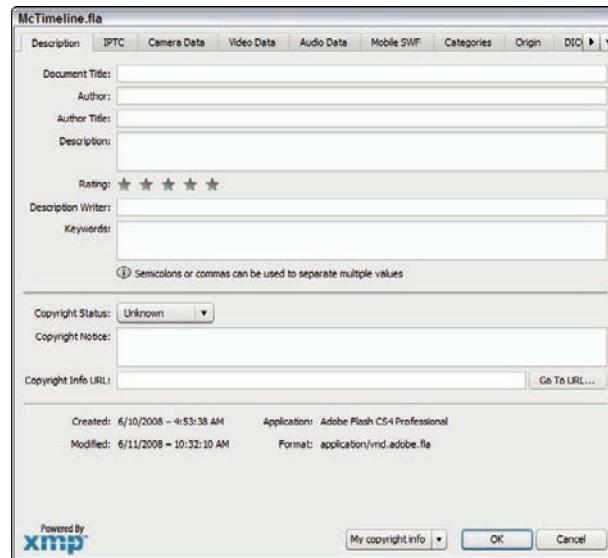 McTimeline.fla
Description IPTC Camera Data Video Data Audio Data Mobile SWF Categories Origin DIC
Document Title:
Author:
Author Title:
Description:
Rating:
Description Writer:
Keywords:
Semicolons or commas can be used to separate multiple values
Copyright Status: Unknown
Copyright Notice:
Copyright Info URL: Go To URL...
Created: 6/10/2008 – 4:53:38 AM Application: Adobe Flash CS4 Professional
Modified: 6/11/2008 – 10:32:10 AM Format: application/vnd.adobe.fla
Powered By
xmp
My copyright info OK Cancel